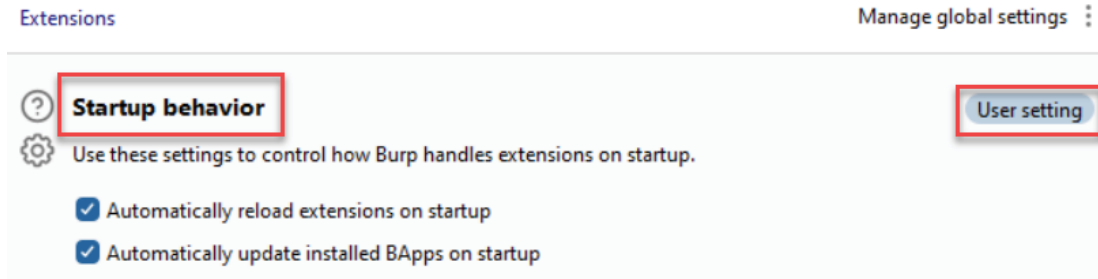 Extensions
Manage global settings
Startup behavior
User setting
Use these settings to control how Burp handles extensions on startup.
Automatically reload extensions on startup
Automatically update installed BApps on startup